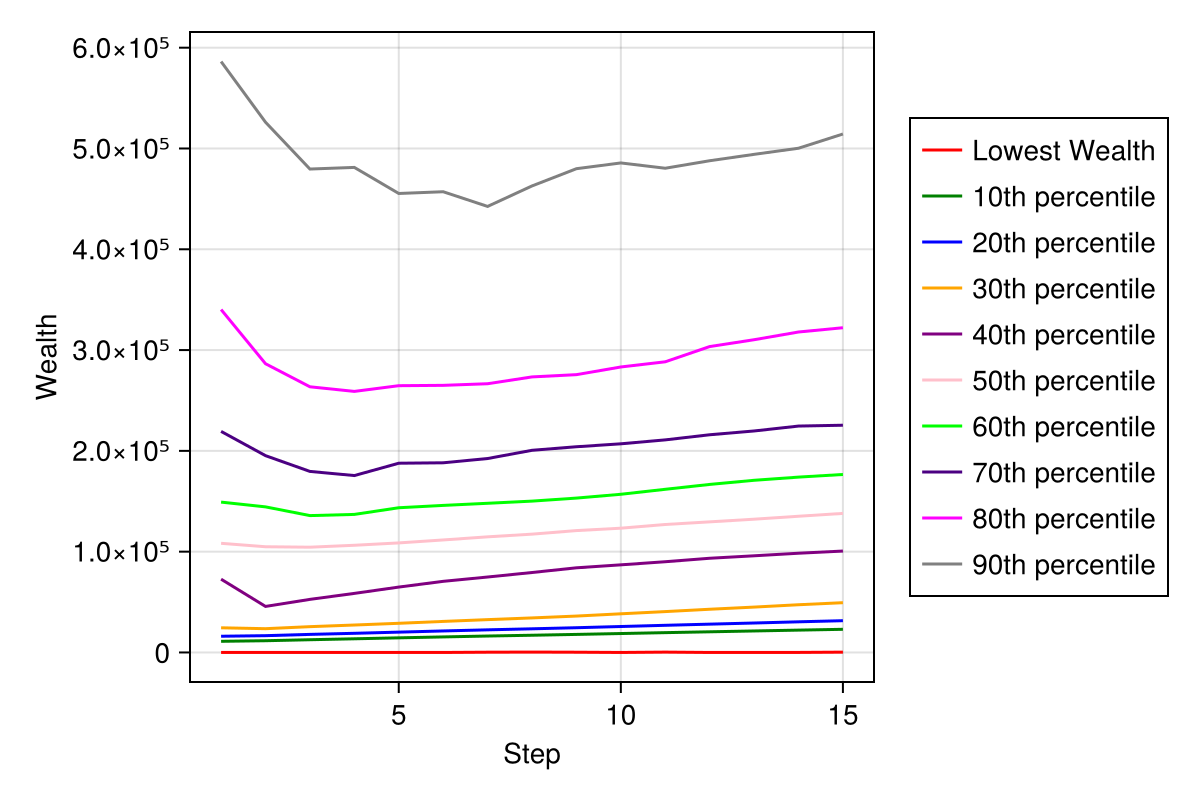 6.0×10⁵
5.0×10⁵
4.0×10⁵
3.0×10⁵
2.0×10⁵
1.0×10⁵
0
Wealth
5
10
15
Step
Lowest Wealth
10th percentile
20th percentile
30th percentile
40th percentile
50th percentile
60th percentile
70th percentile
80th percentile
90th percentile